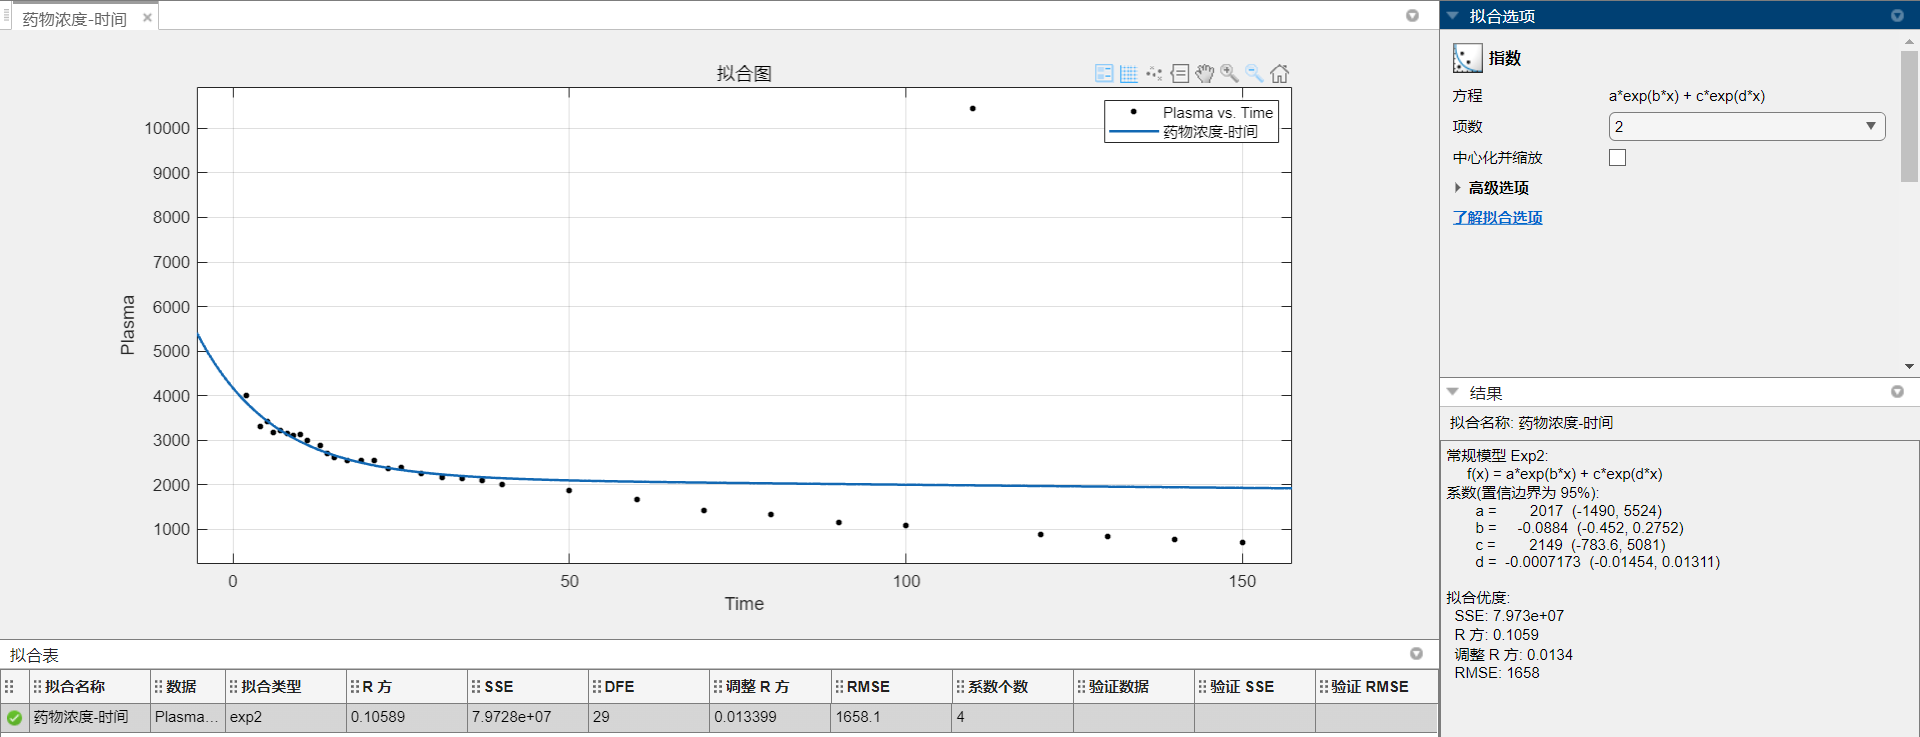 药物浓度-时间
拟合图
Plasma vs. Time
药物浓度-时间
10000
9000
8000
7000
6000
5000
4000
3000
2000
1000
Plasma
0
50
100
150
Time
拟合表
拟合名称 数据 拟合类型 R 方 SSE DFE 调整 R 方 RMSE 系数个数 验证数据 验证 SSE 验证 RMSE
药物浓度-时间 Plasma... exp2 0.10589 7.9728e+07 29 0.013399 1658.1 4
拟合选项
指数
方程 a*exp(b*x) + c*exp(d*x)
项数 2
中心化并缩放
高级选项
了解拟合选项
结果
拟合名称: 药物浓度-时间
常规模型 Exp2:
f(x) = a*exp(b*x) + c*exp(d*x)
系数(置信边界为 95%):
a = 2017 (-1490, 5524)
b = -0.0884 (-0.452, 0.2752)
c = 2149 (-783.6, 5081)
d = -0.0007173 (-0.01454, 0.01311)
拟合优度:
SSE: 7.973e+07
R 方: 0.1059
调整 R 方: 0.0134
RMSE: 1658